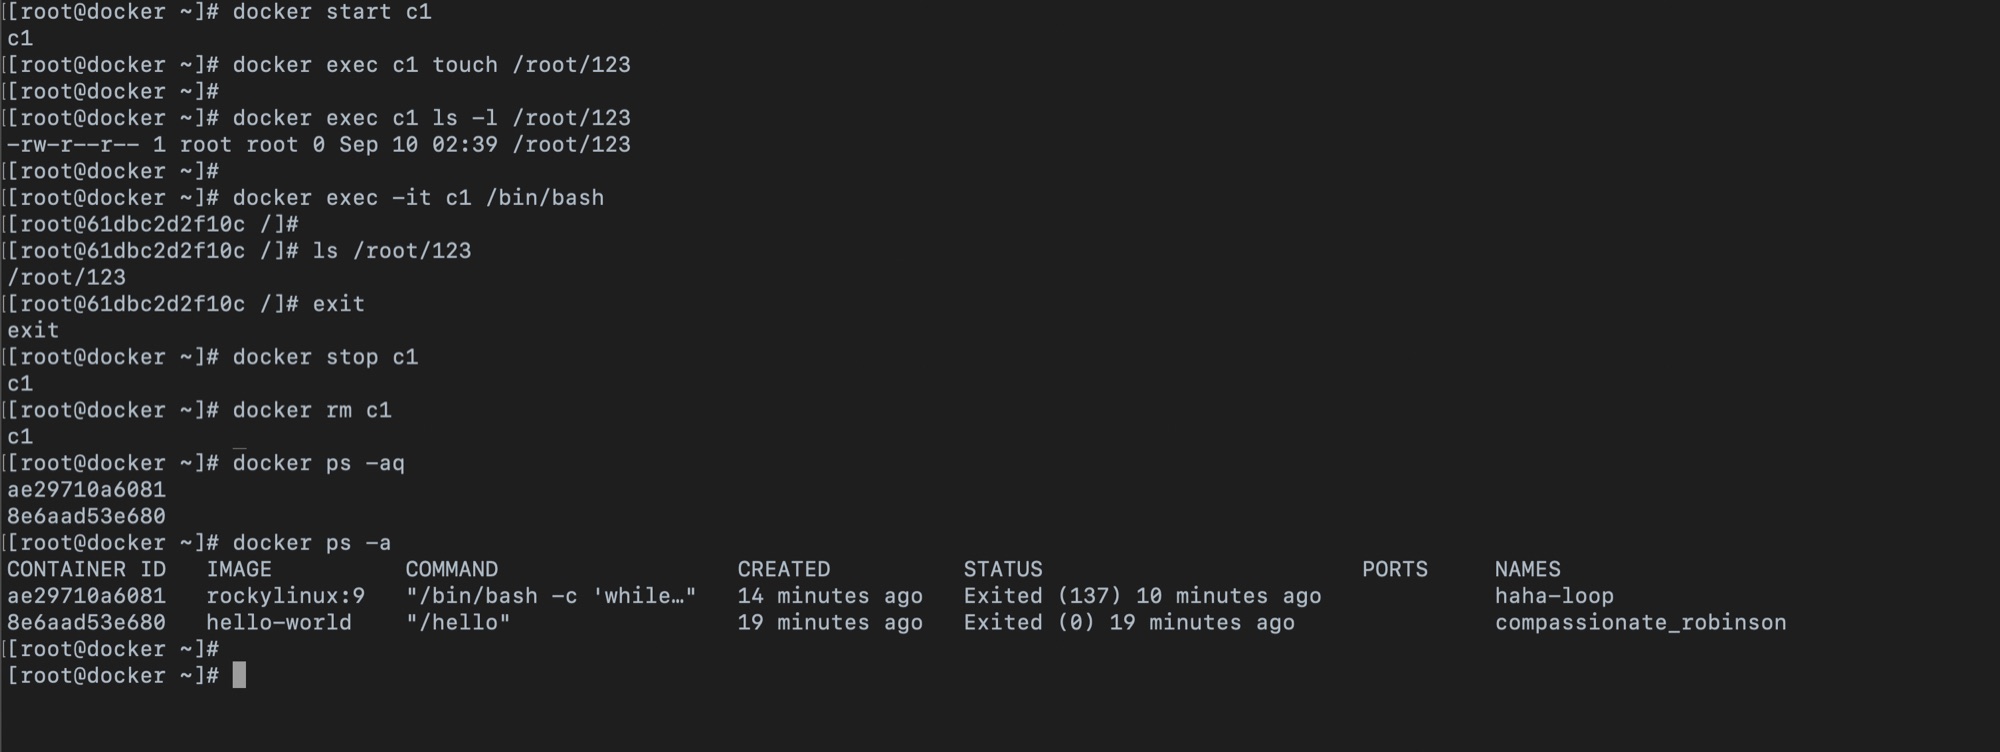 [[root@docker ~]# docker start c1
c1
[[root@docker ~]# docker exec c1 touch /root/123
[[root@docker ~]#
[[root@docker ~]# docker exec c1 ls -l /root/123
-rw-r--r-- 1 root root 0 Sep 10 02:39 /root/123
[[root@docker ~]#
[[root@docker ~]# docker exec -it c1 /bin/bash
[[root@61dbc2d2f10c /]#
[[root@61dbc2d2f10c /]# ls /root/123
/root/123
[[root@61dbc2d2f10c /]# exit
exit
[[root@docker ~]# docker stop c1
c1
[[root@docker ~]# docker rm c1
c1
[[root@docker ~]# docker ps -aq
ae29710a6081
8e6aad53e680
[[root@docker ~]# docker ps -a
CONTAINER ID   IMAGE          COMMAND                  CREATED          STATUS                        PORTS     NAMES
ae29710a6081   rockylinux:9   "/bin/bash -c 'while…"   14 minutes ago   Exited (137) 10 minutes ago             haha-loop
8e6aad53e680   hello-world    "/hello"                 19 minutes ago   Exited (0) 19 minutes ago               compassionate_robinson
[[root@docker ~]#
[root@docker ~]#